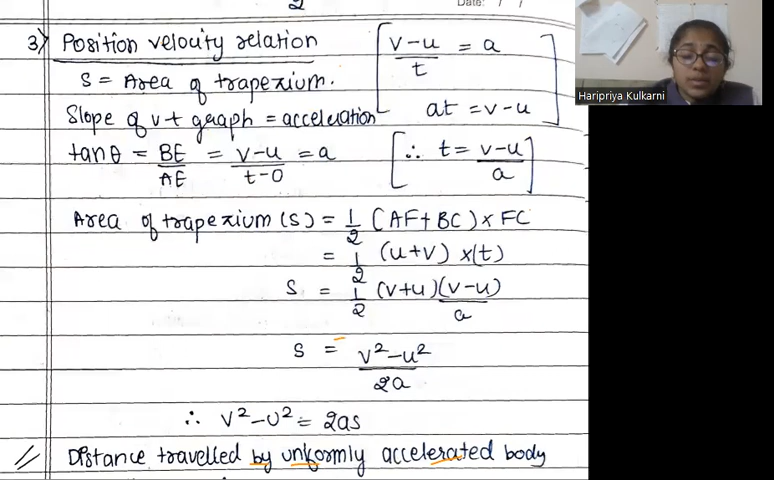 Date: / /
3) Position velocity relation
[v-u/t = a
S = Area of trapezium.
Slope of v t graph = acceleration
at = v-u]
tanθ = BE/AE = v-u/t-0 = a [∴ t = v-u/a]
Area of trapezium (s) = 1/2 (AF+BC) × FC
= 1/2 (u+v) ×(t)
S = 1/2 (v+u)(v-u)/a
S = v²-u²/2a
∴ v²-u² = 2as
// Distance travelled by uniformly accelerated body
Haripriya Kulkarni